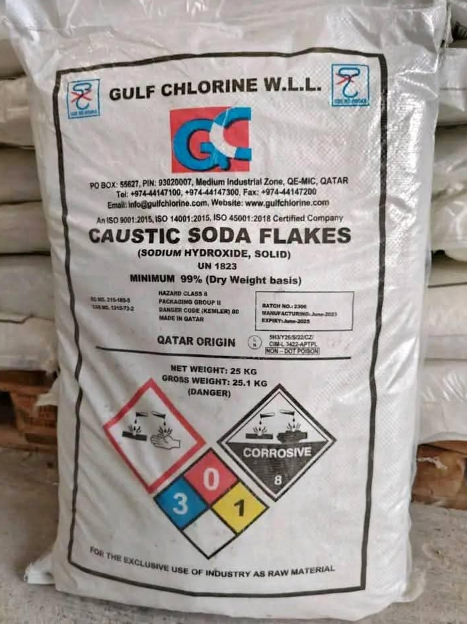 GULF CHLORINE W.L.L.
GC
PO BOX: 55627, PIN: 93020007, Medium Industrial Zone, QE-MIC, QATAR
Tel: +974-44147100, +974-44147300, Fax: +974-44147200
Email: info@gulfchlorine.com, Website: www.gulfchlorine.com
An ISO 9001:2015, ISO 14001:2015, ISO 45001:2018 Certified Company
CAUSTIC SODA FLAKES
(SODIUM HYDROXIDE, SOLID)
UN 1823
MINIMUM 99% (Dry Weight basis)
HAZARD CLASS 8
PACKAGING GROUP II
DANGER CODE (KEMLER) 80
MADE IN QATAR
BATCH NO.: 2306
MANUFACTURING: June-2023
EXPIRY: June-2025
QATAR ORIGIN
NON - DOT POISON
NET WEIGHT: 25 KG
GROSS WEIGHT: 25.1 KG
(DANGER)
CORROSIVE
8
0
3
1
FOR THE EXCLUSIVE USE OF INDUSTRY AS RAW MATERIAL